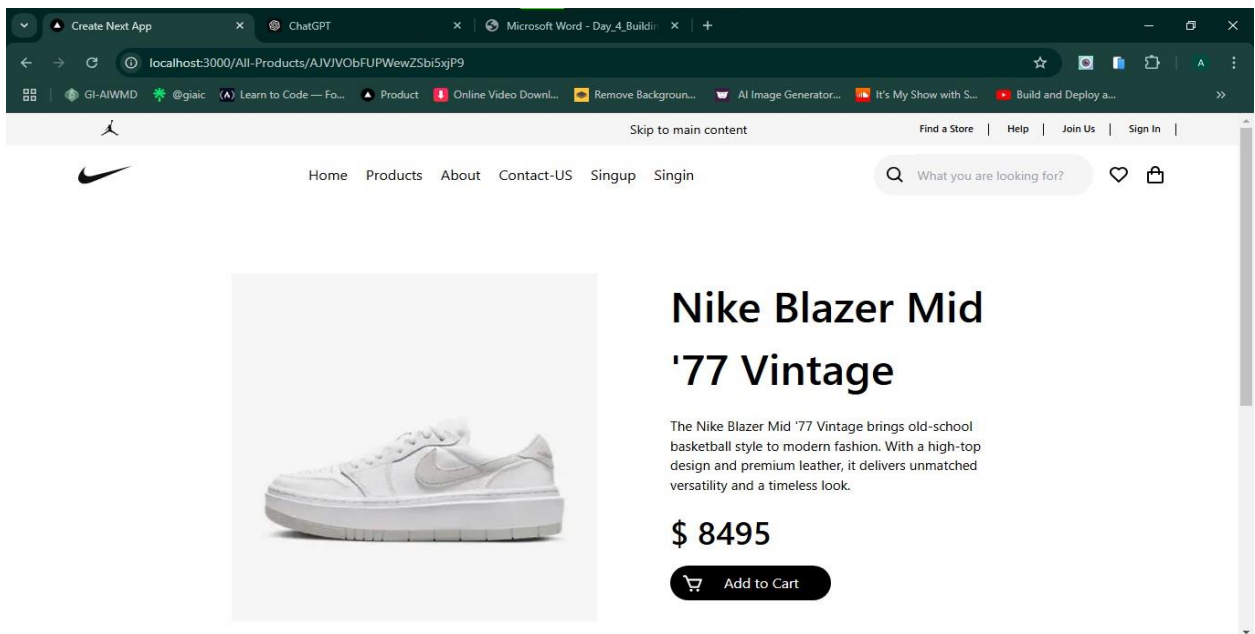 Create Next App
ChatGPT
Microsoft Word - Day_4_Buildin
localhost:3000/All-Products/AJVJVObFUPWewZSbi5xjP9
A
GI-AIWMD
@giaic
Learn to Code — Fo...
Product
Online Video Downl...
Remove Backgroun...
AI Image Generator...
It's My Show with S...
Build and Deploy a...
Skip to main content
Find a Store | Help | Join Us | Sign In |
Home Products About Contact-US Singup Singin
What you are looking for?
Nike Blazer Mid
'77 Vintage
The Nike Blazer Mid '77 Vintage brings old-school
basketball style to modern fashion. With a high-top
design and premium leather, it delivers unmatched
versatility and a timeless look.
$ 8495
Add to Cart